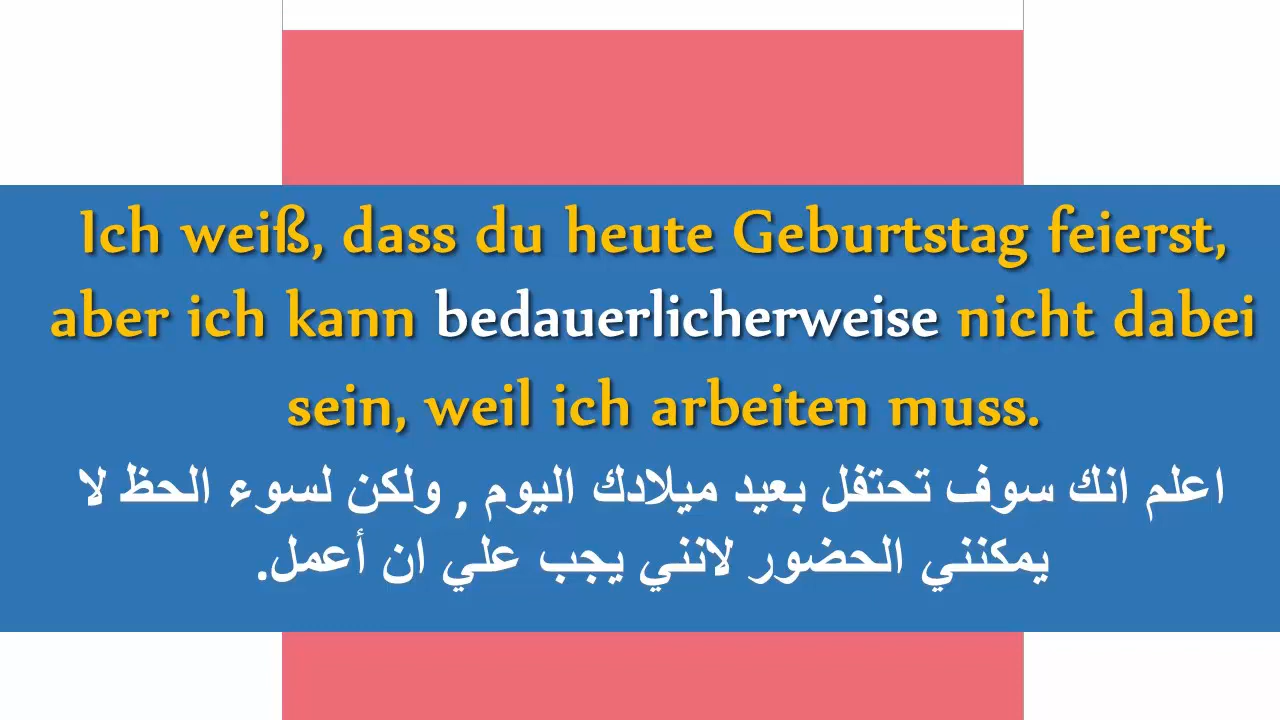 Ich weiß, dass du heute Geburtstag feierst,
aber ich kann bedauerlicherweise nicht dabei
sein, weil ich arbeiten muss.
اعلم انك سوف تحتفل بعيد ميلادك اليوم , ولكن لسوء الحظ لا
يمكنني الحضور لانني يجب علي ان أعمل.